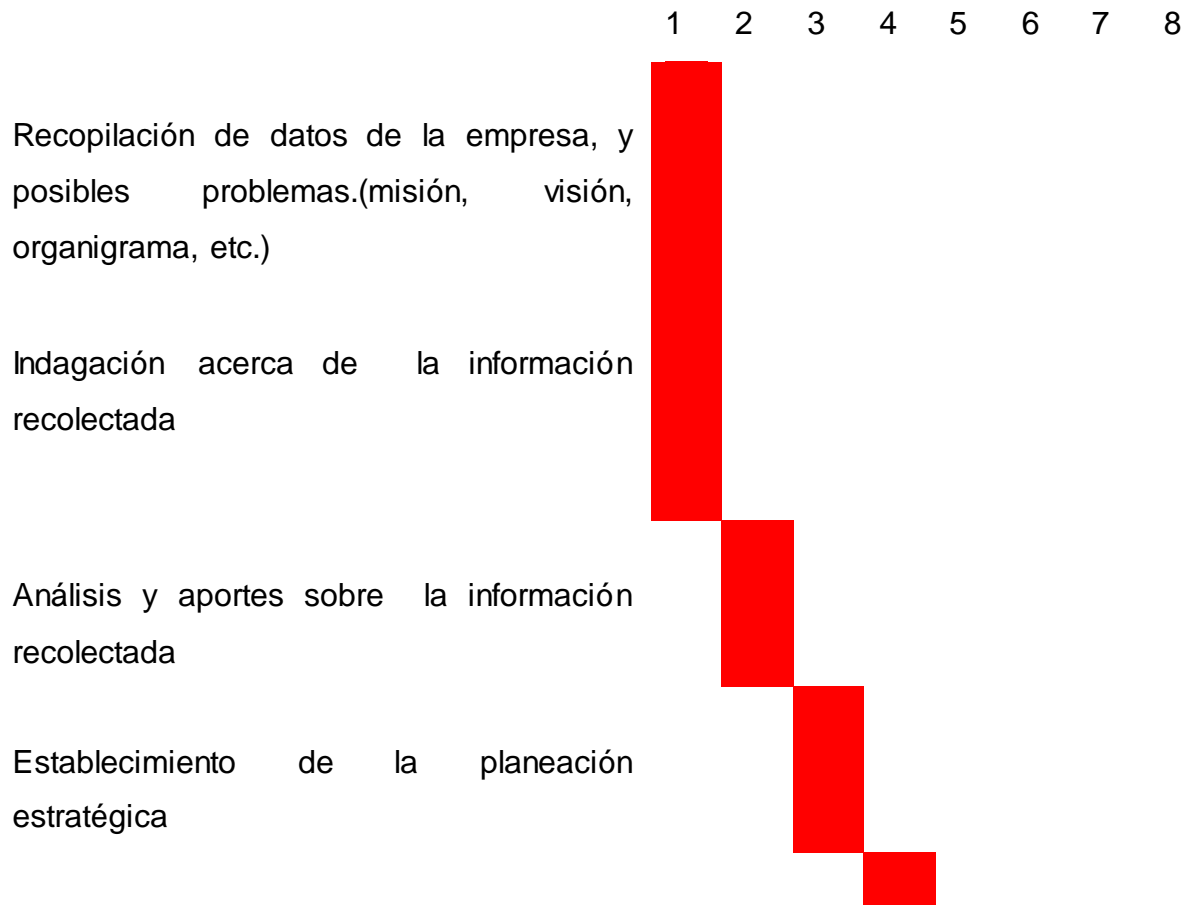 1 2 3 4 5 6 7 8
Recopilación de datos de la empresa, y
posibles problemas.(misión, visión,
organigrama, etc.)
Indagación acerca de la información
recolectada
Análisis y aportes sobre la información
recolectada
Establecimiento de la planeación
estratégica